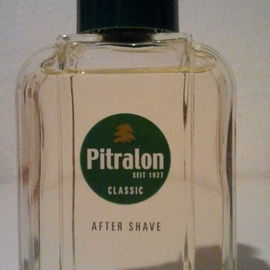 Pitralon
SEIT 1927
CLASSIC
AFTER SHAVE